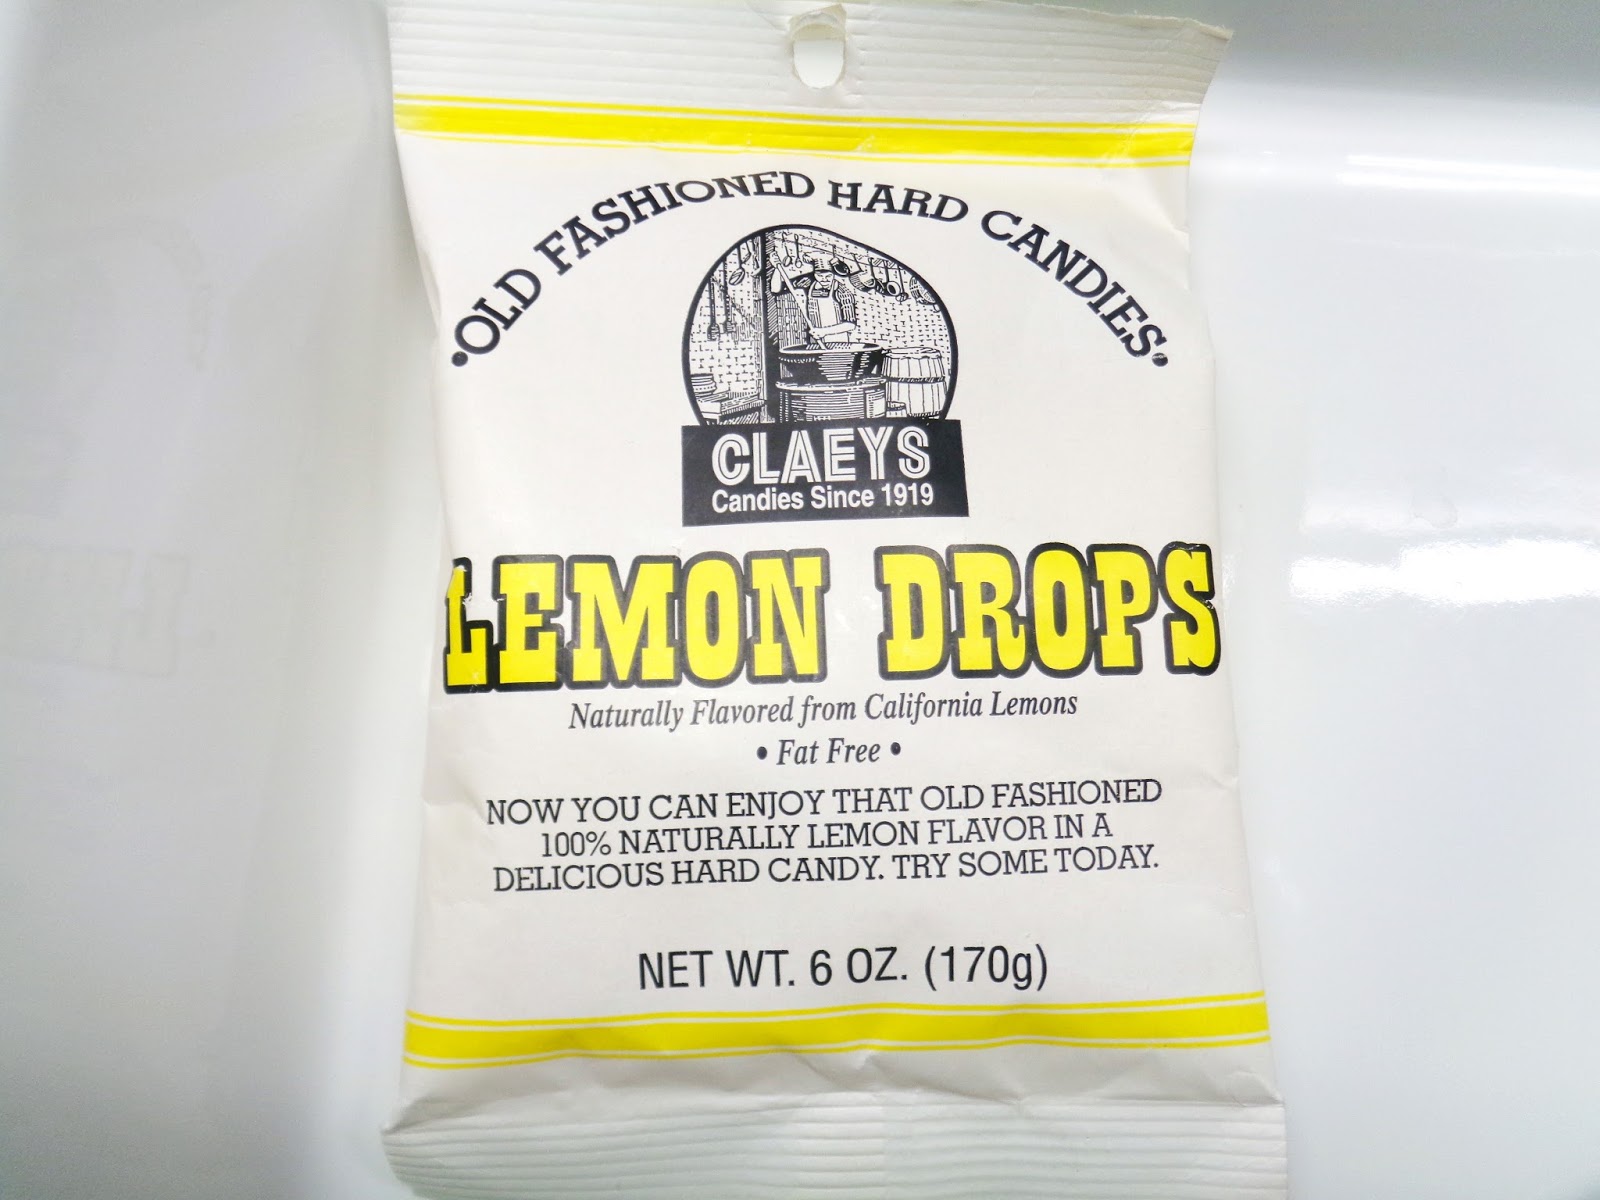 •OLD FASHIONED HARD CANDIES•
CLAEYS
Candies Since 1919
LEMON DROPS
Naturally Flavored from California Lemons
• Fat Free •
NOW YOU CAN ENJOY THAT OLD FASHIONED
100% NATURALLY LEMON FLAVOR IN A
DELICIOUS HARD CANDY. TRY SOME TODAY.
NET WT. 6 OZ. (170g)